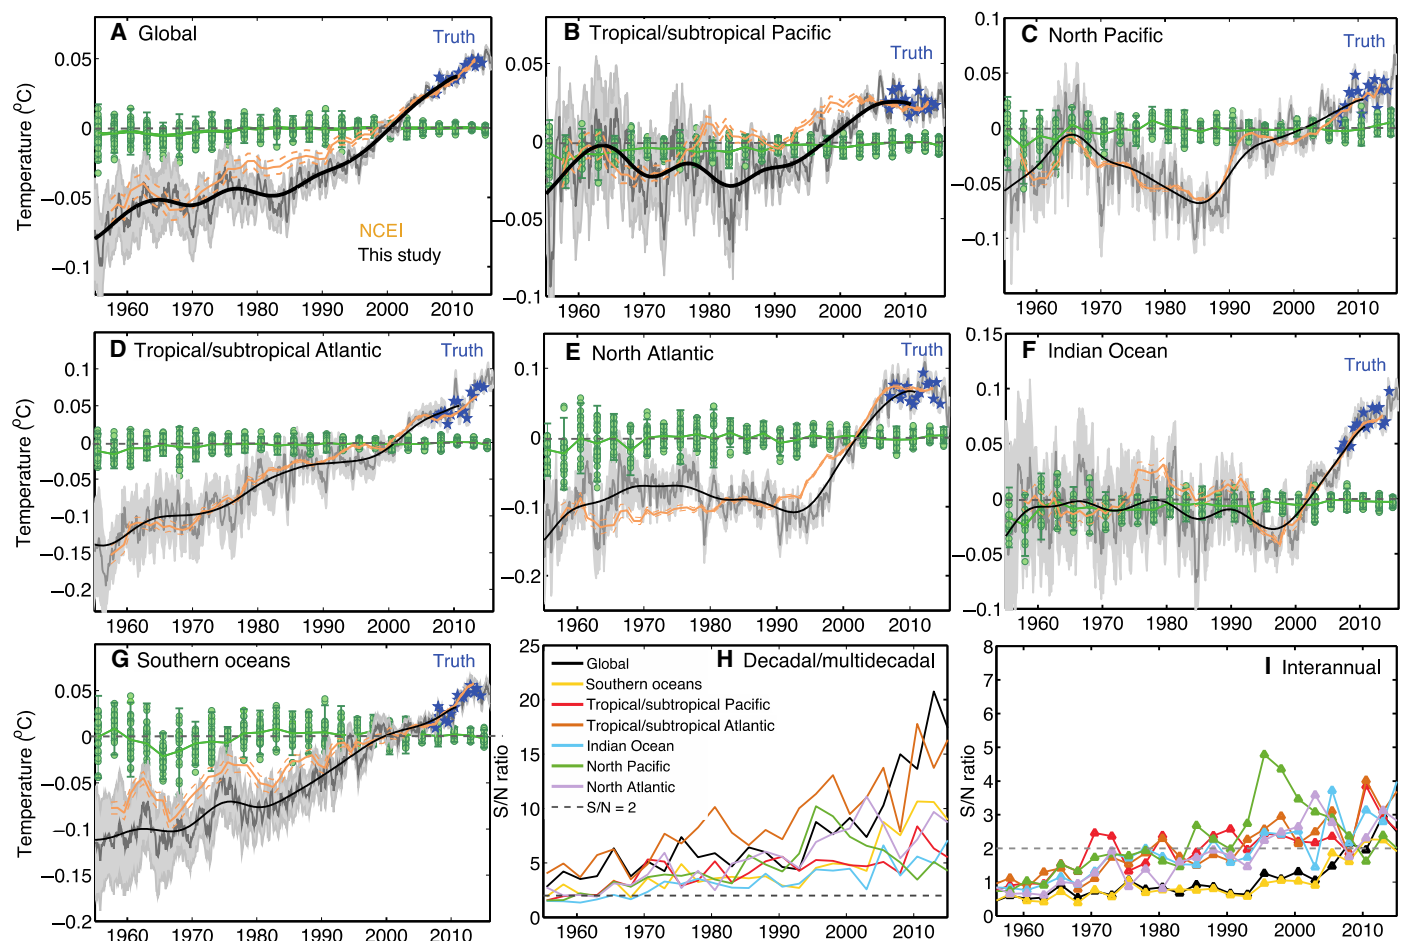 A Global
Truth
0.05
0
−0.05
−0.1
Temperature (⁰C)
NCEI
This study
1960 1970 1980 1990 2000 2010
B Tropical/subtropical Pacific
Truth
0.05
0
−0.05
−0.1
1960 1970 1980 1990 2000 2010
C North Pacific
Truth
0.1
0.05
0
−0.05
−0.1
1960 1970 1980 1990 2000 2010
D Tropical/subtropical Atlantic
Truth
0.1
0.05
0
−0.05
−0.1
−0.15
−0.2
Temperature (⁰C)
1960 1970 1980 1990 2000 2010
E North Atlantic
Truth
0.1
0
−0.1
−0.2
1960 1970 1980 1990 2000 2010
F Indian Ocean
Truth
0.15
0.1
0.05
0
−0.05
−0.1
1960 1970 1980 1990 2000 2010
G Southern oceans
Truth
0.05
0
−0.05
−0.1
−0.15
−0.2
Temperature (⁰C)
1960 1970 1980 1990 2000 2010
H Decadal/multidecadal
Global
Southern oceans
Tropical/subtropical Pacific
Tropical/subtropical Atlantic
Indian Ocean
North Pacific
North Atlantic
S/N = 2
25
20
15
10
5
0
S/N ratio
1960 1970 1980 1990 2000 2010
I Interannual
8
7
6
5
4
3
2
1
0
S/N ratio
1960 1970 1980 1990 2000 2010